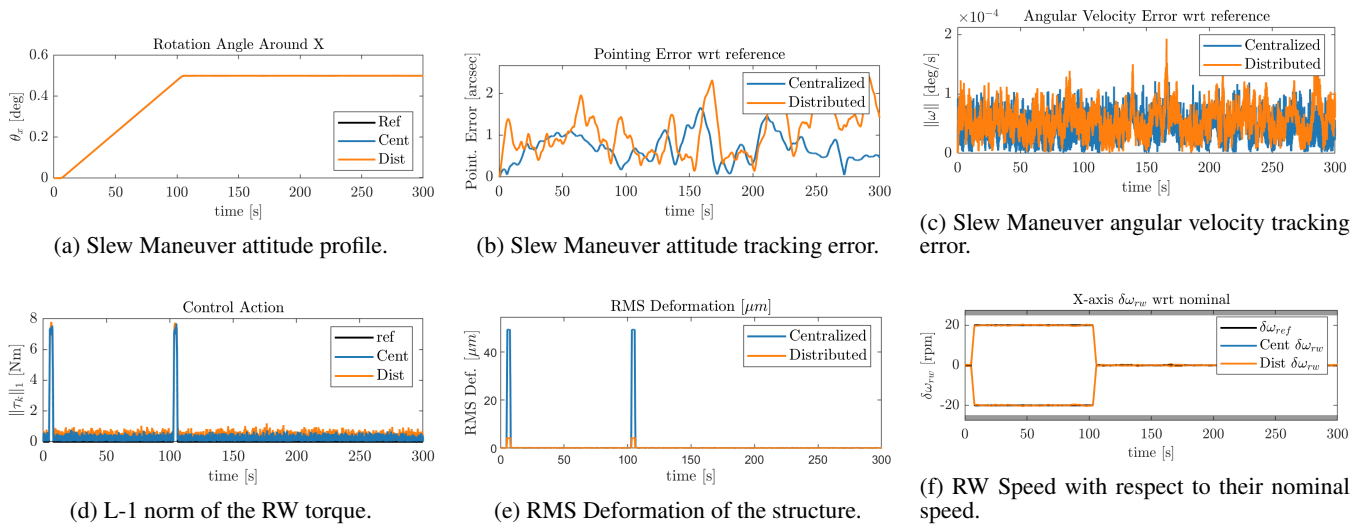 Rotation Angle Around X
0.6
0.4
0.2
0
θₓ [deg]
Ref
Cent
Dist
0 50 100 150 200 250 300
time [s]
(a) Slew Maneuver attitude profile.
Pointing Error wrt reference
2
1
0
Point. Error [arcsec]
Centralized
Distributed
0 50 100 150 200 250 300
time [s]
(b) Slew Maneuver attitude tracking error.
×10⁻⁴ Angular Velocity Error wrt reference
2
1
0
||ω|| [deg/s]
Centralized
Distributed
0 50 100 150 200 250 300
time [s]
(c) Slew Maneuver angular velocity tracking
error.
Control Action
8
6
4
2
0
||τₖ||₁ [Nm]
ref
Cent
Dist
0 50 100 150 200 250 300
time [s]
(d) L-1 norm of the RW torque.
RMS Deformation [μm]
40
20
0
RMS Def. [μm]
Centralized
Distributed
50 100 150 200 250 300
time [s]
(e) RMS Deformation of the structure.
X-axis δω_rw wrt nominal
20
0
-20
δω_rw [rpm]
δω_ref
Cent δω_rw
Dist δω_rw
0 50 100 150 200 250 300
time [s]
(f) RW Speed with respect to their nominal
speed.